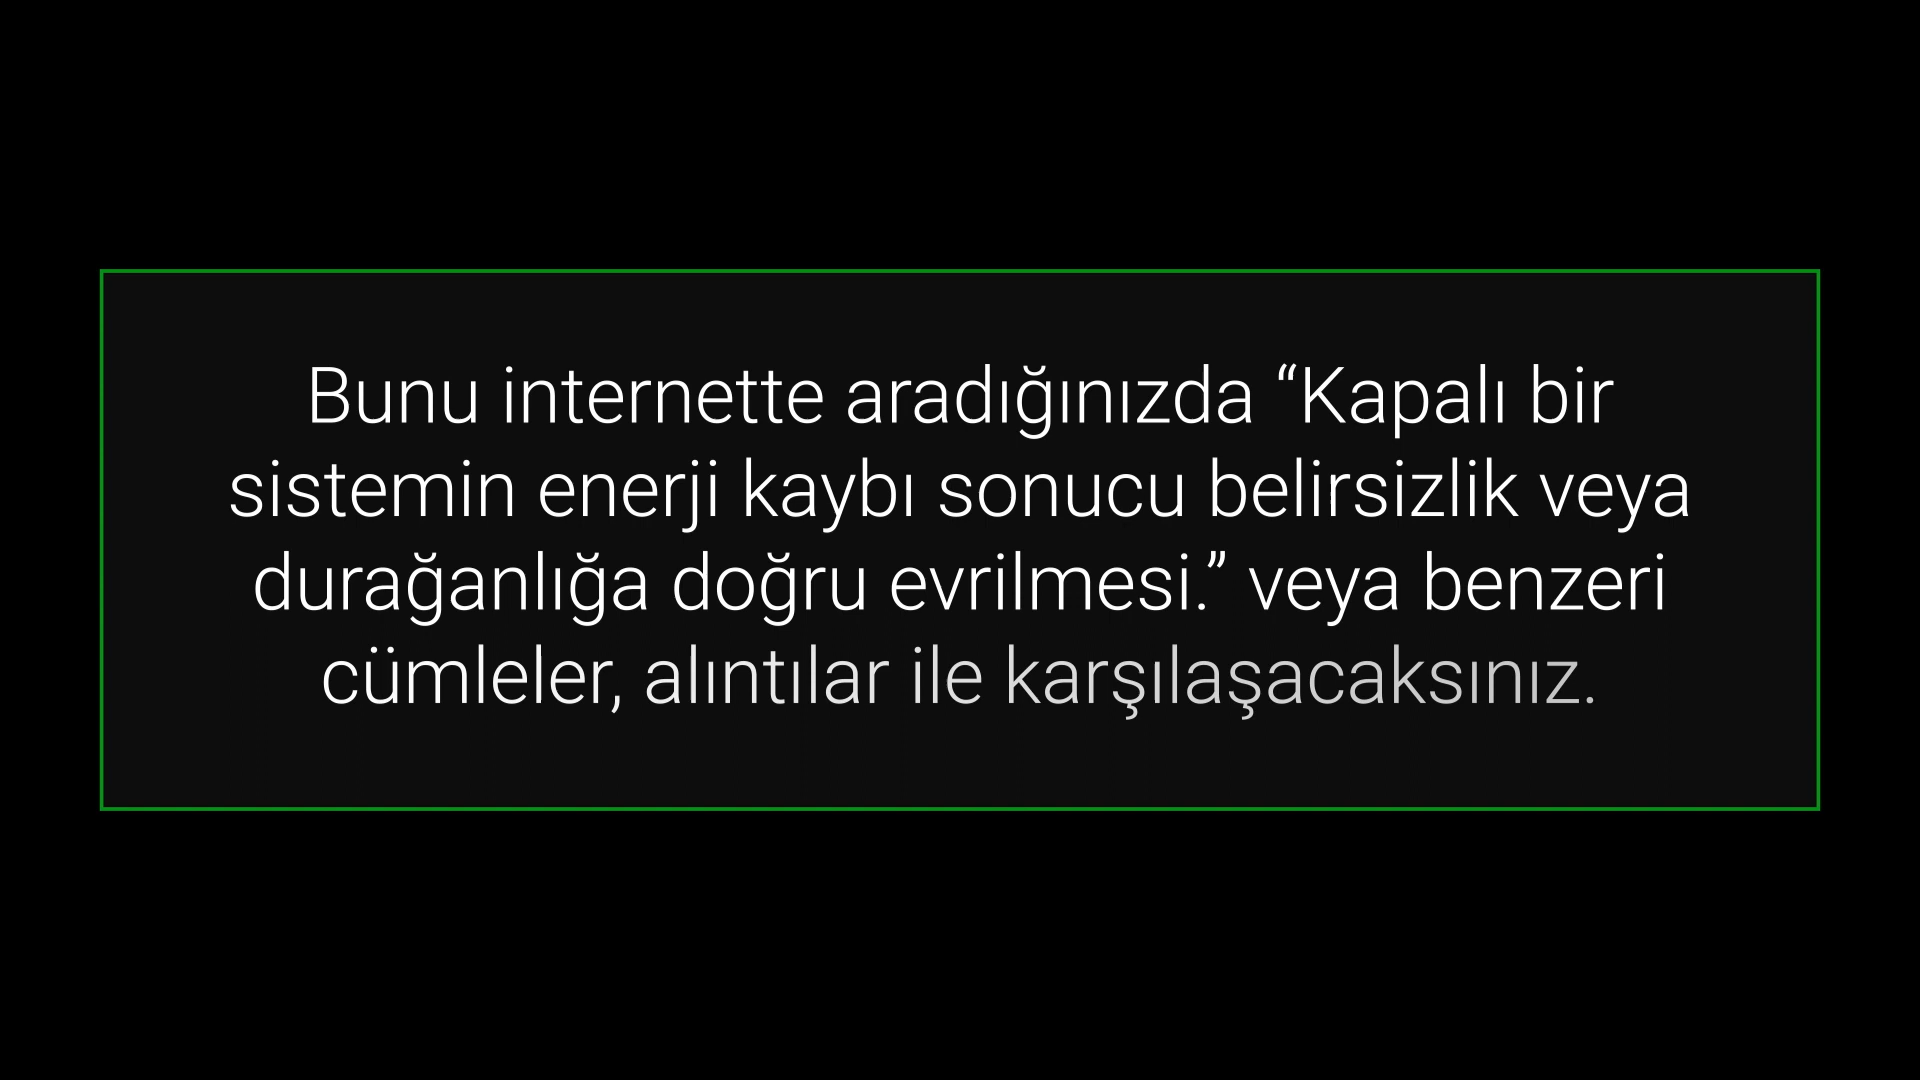 Bunu internette aradığınızda “Kapalı bir
sistemin enerji kaybı sonucu belirsizlik veya
durağanlığa doğru evrilmesi.” veya benzeri
cümleler, alıntılar ile karşılaşacaksınız.